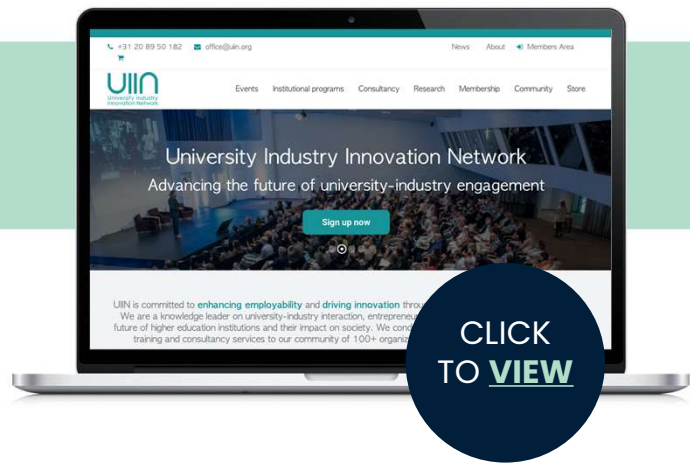 +31 20 89 50 182 office@uiin.org News About Members Area
UIIN
University Industry
Innovation Network
Events Institutional programs Consultancy Research Membership Community Store
University Industry Innovation Network
Advancing the future of university-industry engagement
Sign up now
UIIN is committed to enhancing employability and driving innovation throu
We are a knowledge leader on university-industry interaction, entrepreneu
future of higher education institutions and their impact on society. We cond
training and consultancy services to our community of 100+ organiz
CLICK
TO VIEW